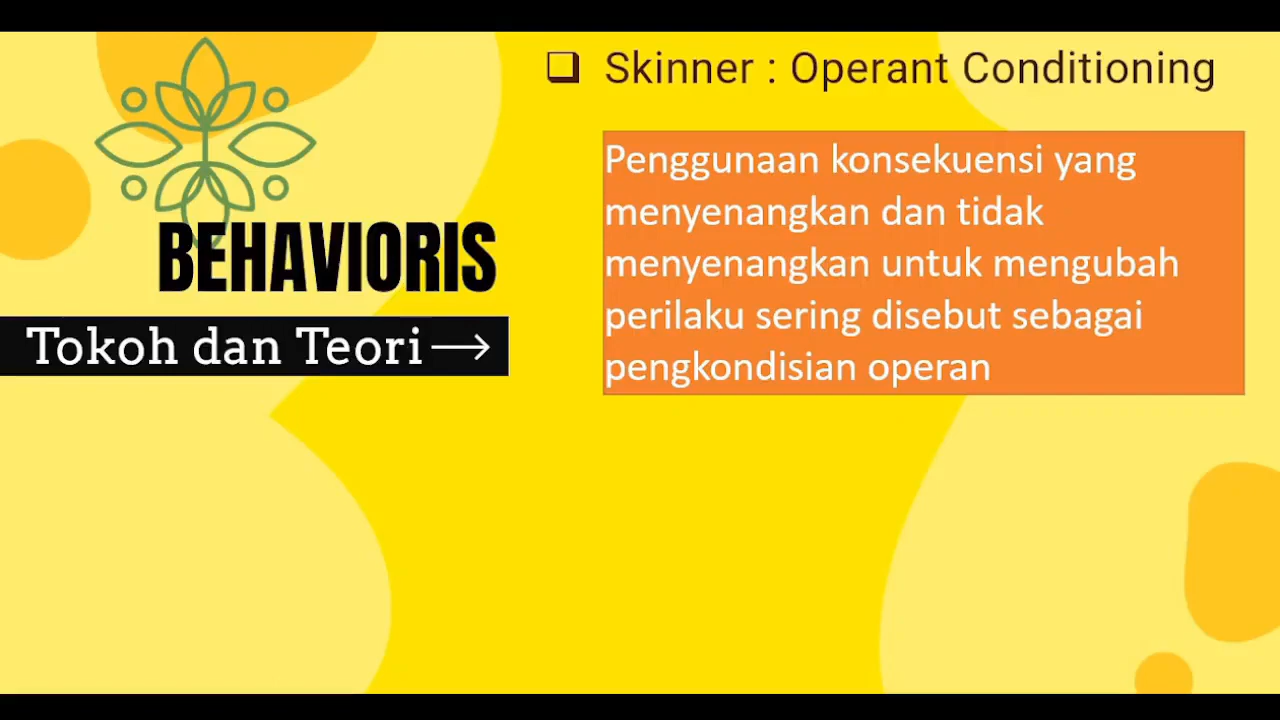 BEHAVIORIS
Tokoh dan Teori
Skinner : Operant Conditioning
Penggunaan konsekuensi yang
menyenangkan dan tidak
menyenangkan untuk mengubah
perilaku sering disebut sebagai
pengkondisian operan